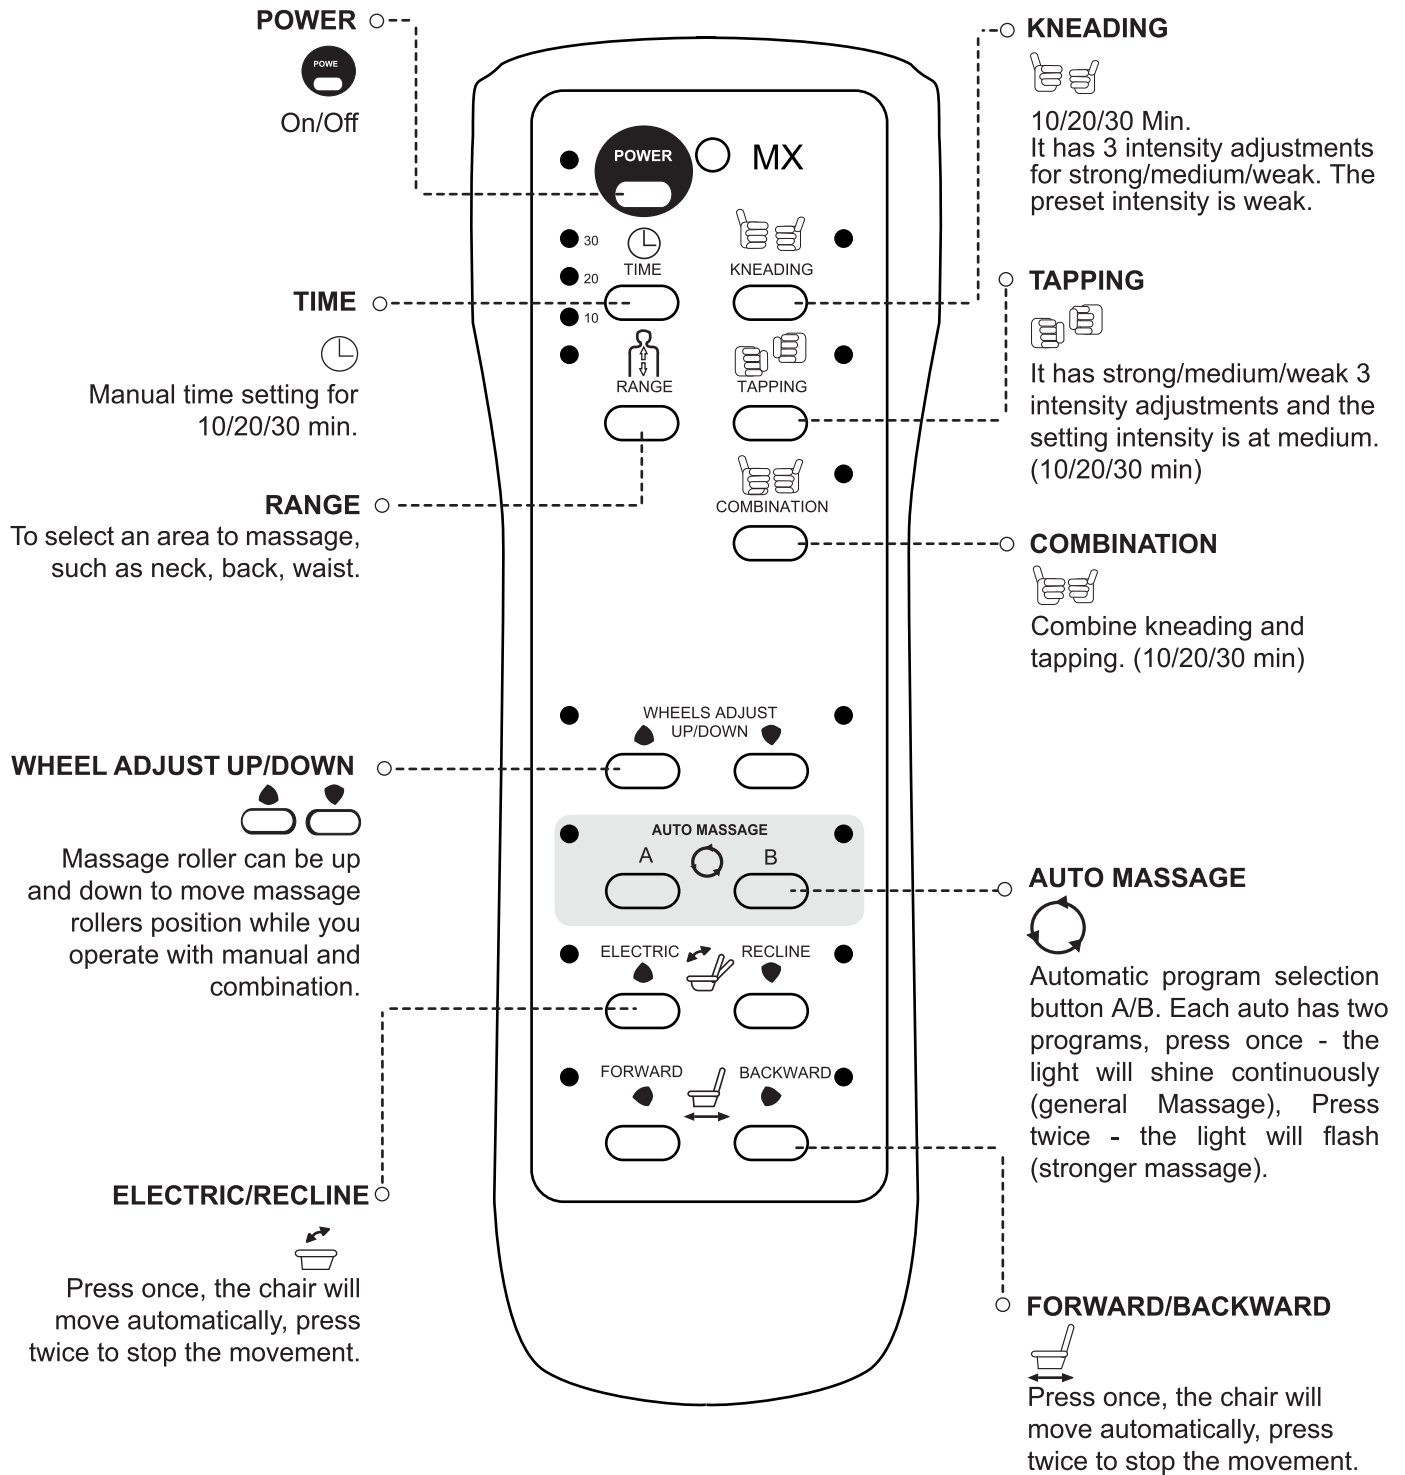 POWER
POWE
On/Off
TIME
Manual time setting for
10/20/30 min.
RANGE
To select an area to massage,
such as neck, back, waist.
WHEEL ADJUST UP/DOWN
Massage roller can be up
and down to move massage
rollers position while you
operate with manual and
combination.
ELECTRIC/RECLINE
Press once, the chair will
move automatically, press
twice to stop the movement.
POWER
MX
30
20
10
TIME
KNEADING
RANGE
TAPPING
COMBINATION
WHEELS ADJUST
UP/DOWN
AUTO MASSAGE
A
B
ELECTRIC
RECLINE
FORWARD
BACKWARD
KNEADING
10/20/30 Min.
It has 3 intensity adjustments
for strong/medium/weak. The
preset intensity is weak.
TAPPING
It has strong/medium/weak 3
intensity adjustments and the
setting intensity is at medium.
(10/20/30 min)
COMBINATION
Combine kneading and
tapping. (10/20/30 min)
AUTO MASSAGE
Automatic program selection
button A/B. Each auto has two
programs, press once - the
light will shine continuously
(general Massage), Press
twice - the light will flash
(stronger massage).
FORWARD/BACKWARD
Press once, the chair will
move automatically, press
twice to stop the movement.